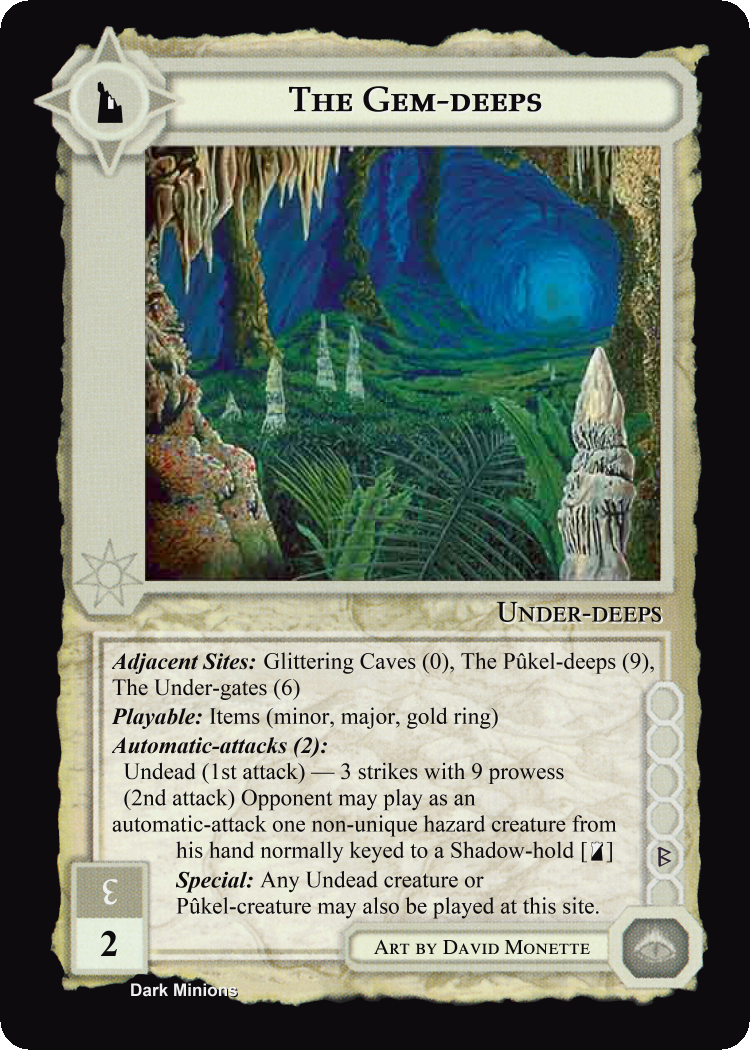 The Gem-deeps
Under-deeps
Adjacent Sites: Glittering Caves (0), The Pûkel-deeps (9),
The Under-gates (6)
Playable: Items (minor, major, gold ring)
Automatic-attacks (2):
Undead (1st attack) — 3 strikes with 9 prowess
(2nd attack) Opponent may play as an
automatic-attack one non-unique hazard creature from
his hand normally keyed to a Shadow-hold [ ]
Special: Any Undead creature or
Pûkel-creature may also be played at this site.
2
Art by David Monette
Dark Minions